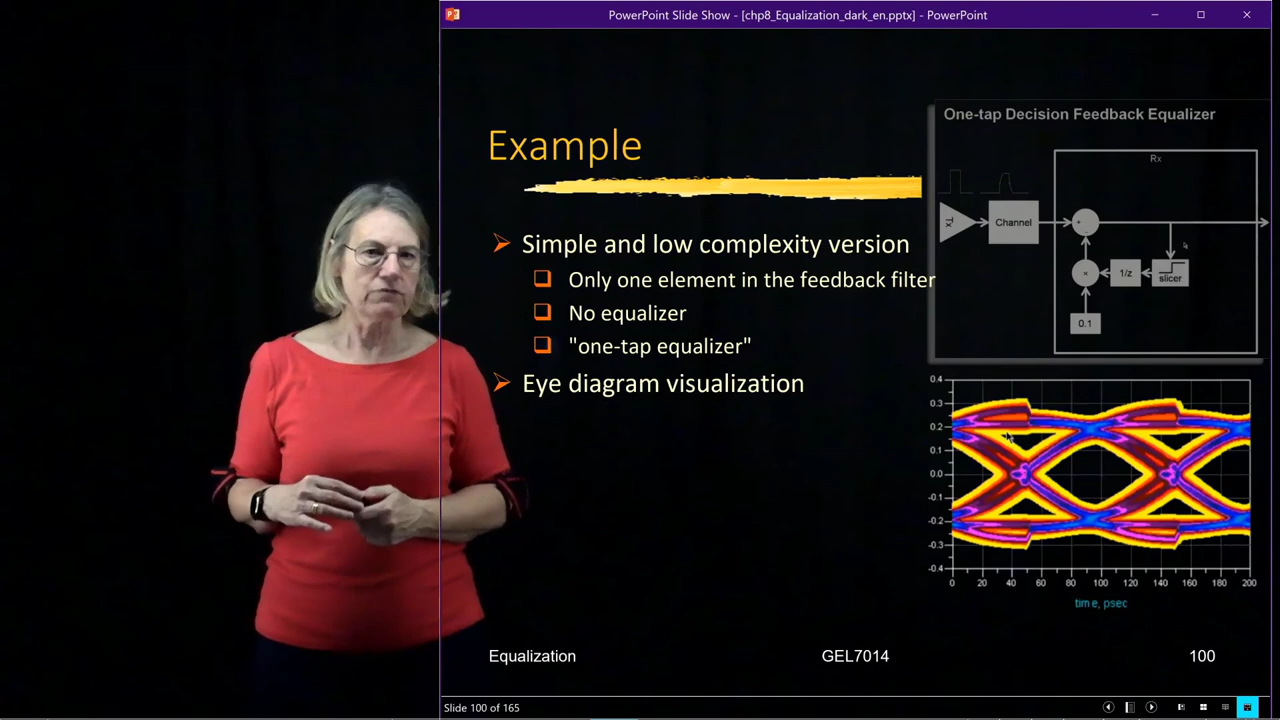 PowerPoint Slide Show - [chp8_Equalization_dark_en.pptx] - PowerPoint
Example
Simple and low complexity version
Only one element in the feedback filter
No equalizer
"one-tap equalizer"
Eye diagram visualization
One-tap Decision Feedback Equalizer
Rx
Tx
Channel
+
-
×
1/z
slicer
0.1
0.4
0.3
0.2
0.1
0.0
-0.1
-0.2
-0.3
-0.4
0 20 40 60 80 100 120 140 160 180 200
time, psec
Equalization GEL7014 100
Slide 100 of 165